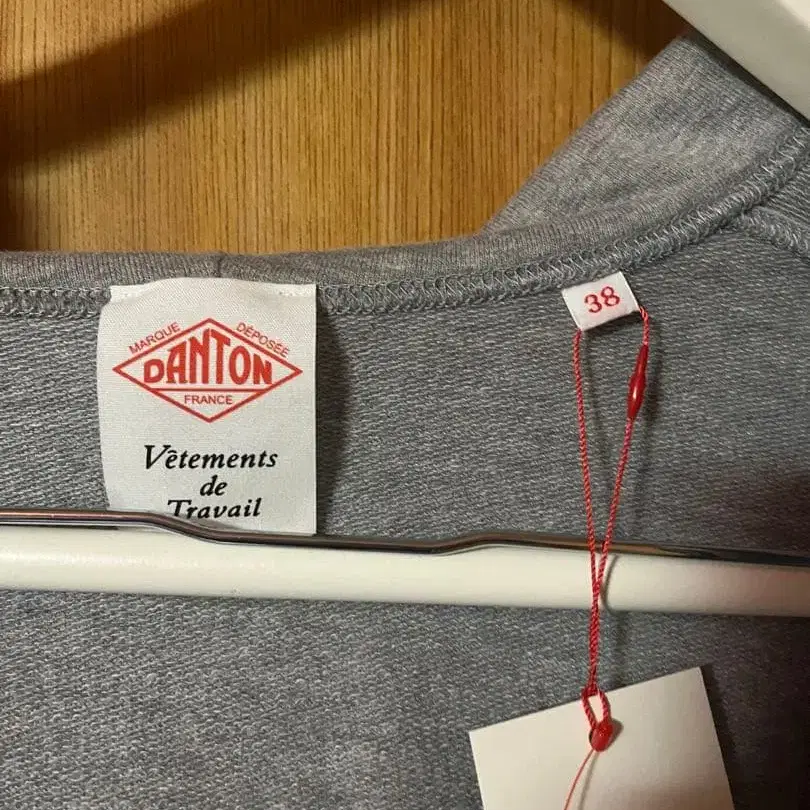 MARQUE DÉPOSÉE
DANTON
FRANCE
Vêtements
de
Travail
38